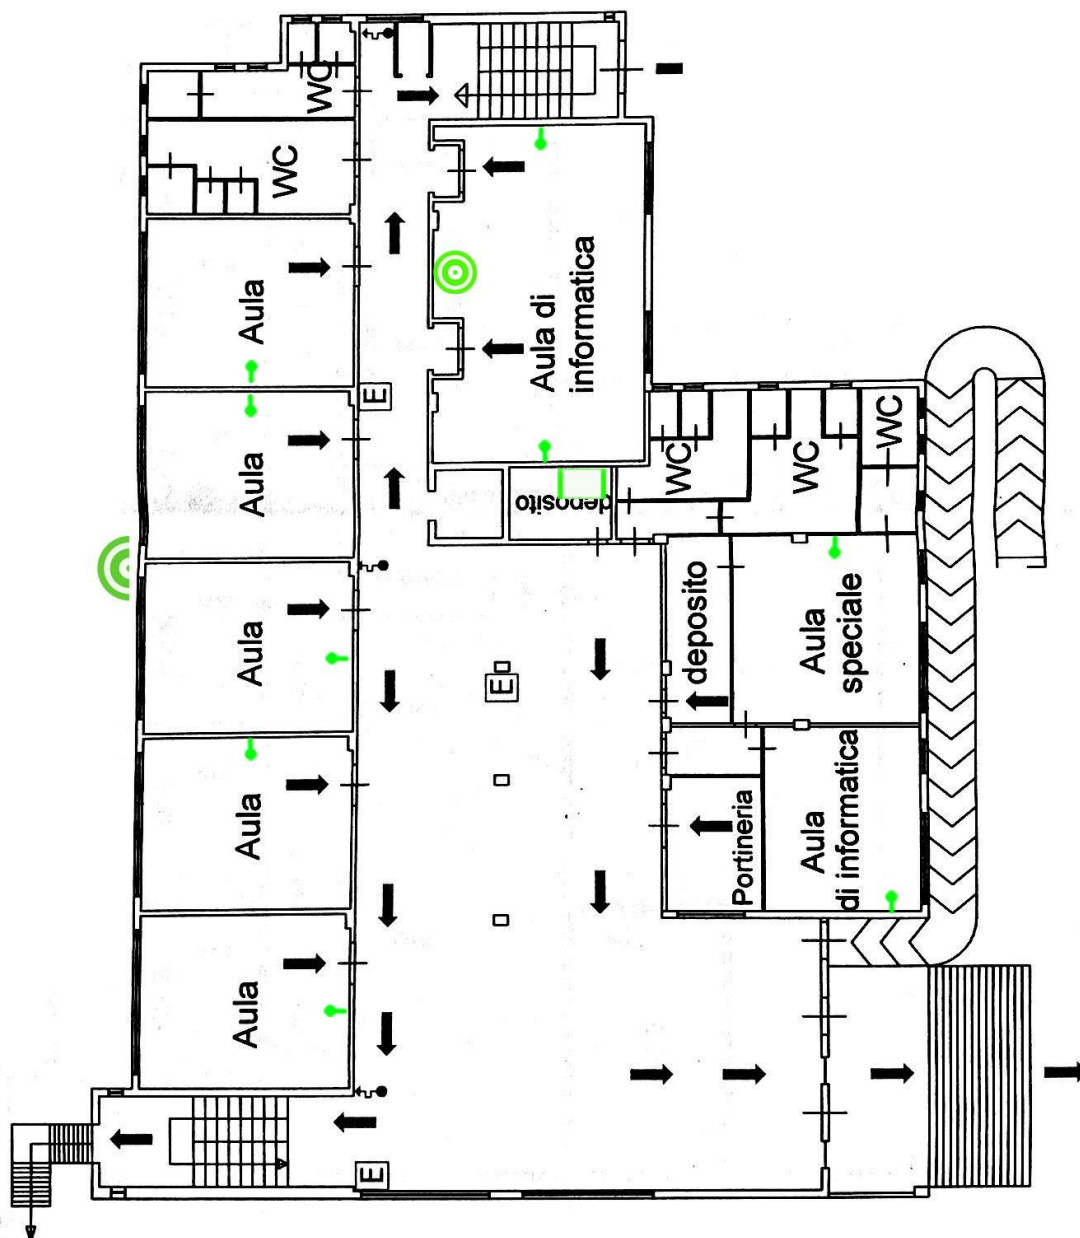 WC
WC
Aula
E
Aula di
informatica
Aula
WC
WC
WC
deposito
Aula
E
deposito
Aula
speciale
Aula
Portineria
Aula
di informatica
Aula
E